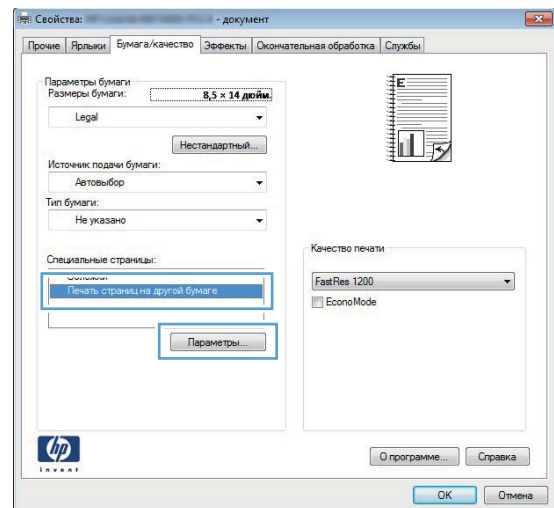 Свойства: - документ
Прочие Ярлыки Бумага/качество Эффекты Окончательная обработка Службы
Параметры бумаги
Размеры бумаги: 8,5 × 14 дюйм.
Legal
Нестандартный...
Источник подачи бумаги:
Автовыбор
Тип бумаги:
Не указано
Специальные страницы:
Обложки
Печать страниц на другой бумаге
Параметры...
E
Качество печати
FastRes 1200
EconoMode
hp
invent
О программе... Справка
OK Отмена